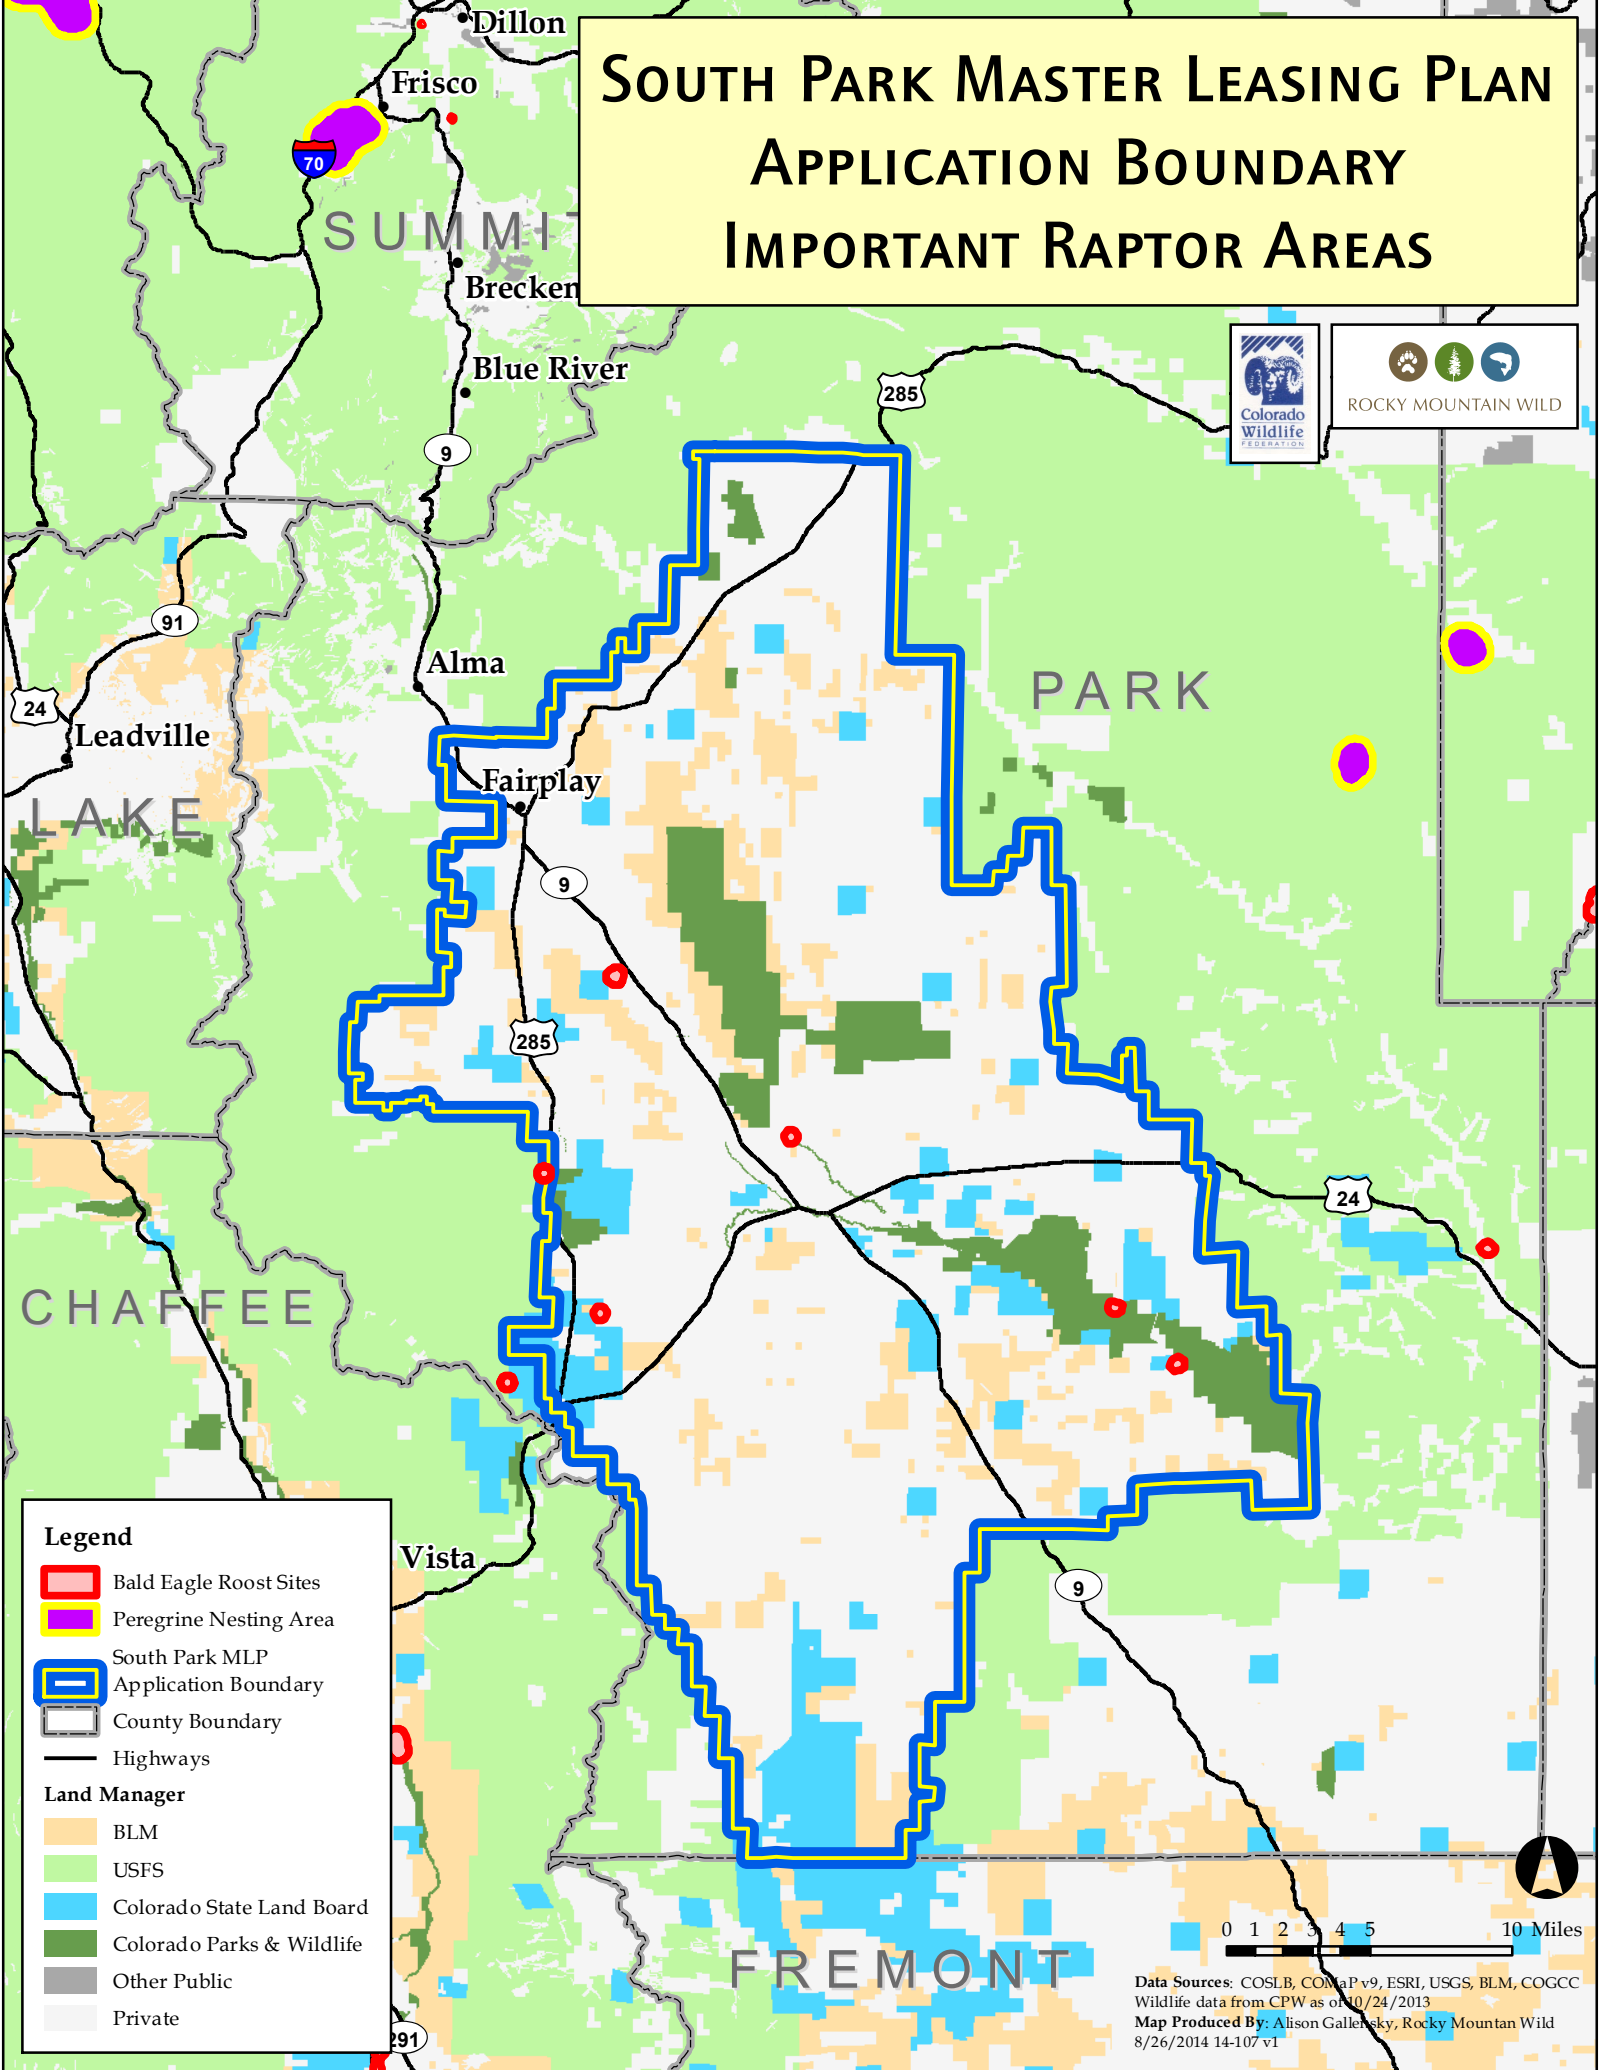 SOUTH PARK MASTER LEASING PLAN
APPLICATION BOUNDARY
IMPORTANT RAPTOR AREAS
Dillon
Frisco
70
SUMMIT
Brecken
Blue River
285
Colorado
Wildlife
FEDERATION
ROCKY MOUNTAIN WILD
9
91
Alma
PARK
24
Leadville
Fairplay
LAKE
9
285
24
CHAFFEE
Vista
9
Legend
Bald Eagle Roost Sites
Peregrine Nesting Area
South Park MLP
Application Boundary
County Boundary
Highways
Land Manager
BLM
USFS
Colorado State Land Board
Colorado Parks & Wildlife
Other Public
Private
291
FREMONT
0 1 2 3 4 5 10 Miles
Data Sources: COSLB, COMaP v9, ESRI, USGS, BLM, COGCC
Wildlife data from CPW as of 10/24/2013
Map Produced By: Alison Gallensky, Rocky Mountan Wild
8/26/2014 14-107 v1